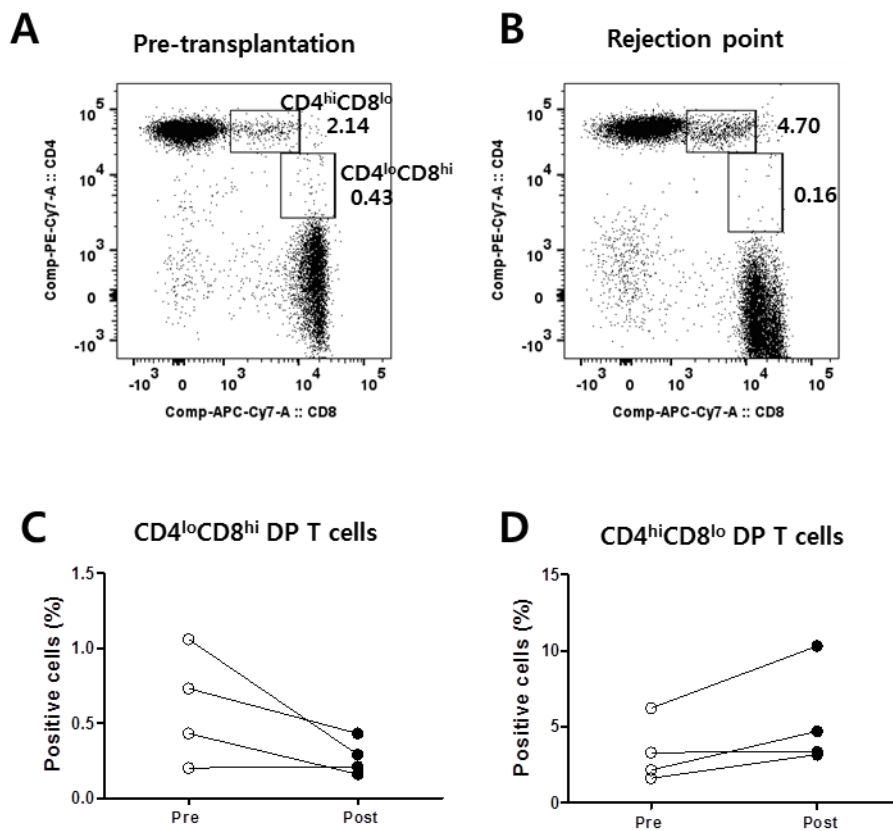 A
Pre-transplantation
CD4hiCD8lo
2.14
CD4loCD8hi
0.43
10^5
10^4
10^3
0
-10^3
Comp-PE-Cy7-A :: CD4
-10^3 0 10^3 10^4 10^5
Comp-APC-Cy7-A :: CD8
B
Rejection point
4.70
0.16
10^5
10^4
10^3
0
-10^3
Comp-PE-Cy7-A :: CD4
-10^3 0 10^3 10^4 10^5
Comp-APC-Cy7-A :: CD8
C
CD4loCD8hi DP T cells
1.5
1.0
0.5
0.0
Positive cells (%)
Pre Post
D
CD4hiCD8lo DP T cells
15
10
5
0
Positive cells (%)
Pre Post